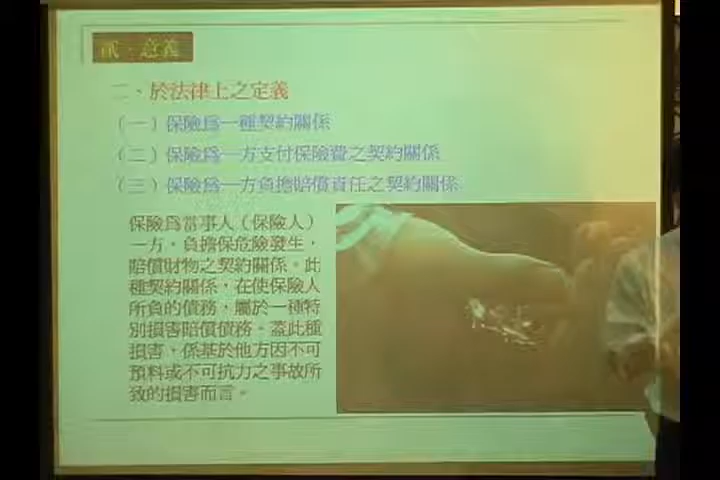 貳、意義
二、於法律上之定義
（一）保險為一種契約關係
（二）保險為一方支付保險費之契約關係
（三）保險為一方負擔賠償責任之契約關係
保險為當事人（保險人）
一方，負擔保危險發生，
賠償財物之契約關係。此
種契約關係，在使保險人
所負的債務，屬於一種特
別損害賠償債務。蓋此種
損害，係基於他方因不可
預料或不可抗力之事故所
致的損害而言。